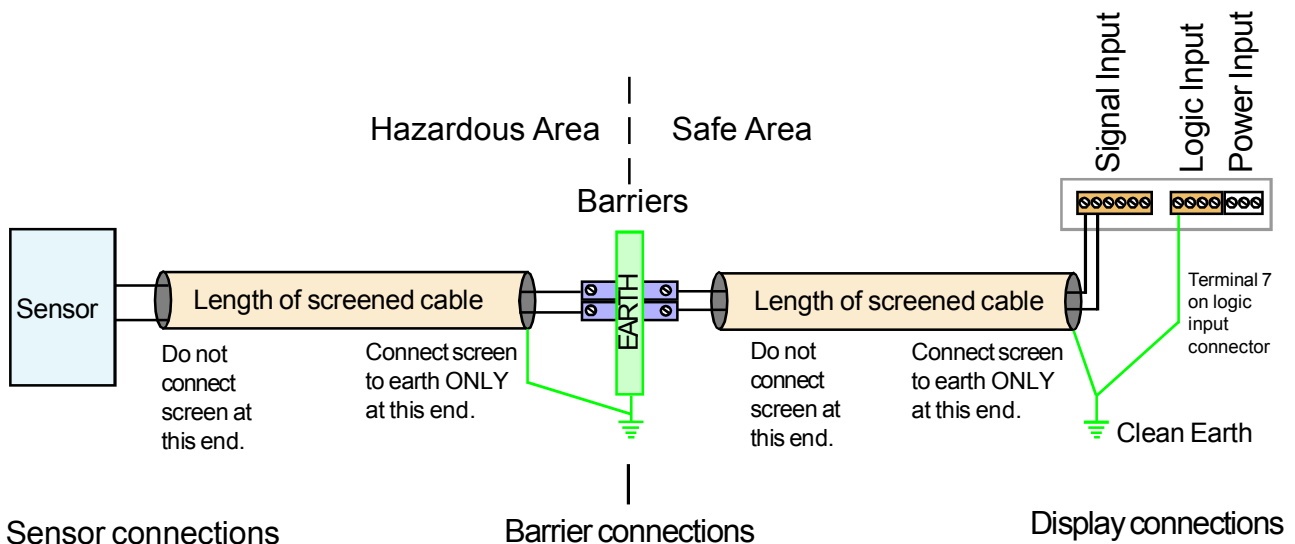 Hazardous Area
Safe Area
Signal Input
Logic Input
Power Input
Barriers
Sensor
Length of screened cable
EARTH
Length of screened cable
Terminal 7
on logic
input
connector
Do not
connect
screen at
this end.
Connect screen
to earth ONLY
at this end.
Do not
connect
screen at
this end.
Connect screen
to earth ONLY
at this end.
Clean Earth
Sensor connections
Barrier connections
Display connections